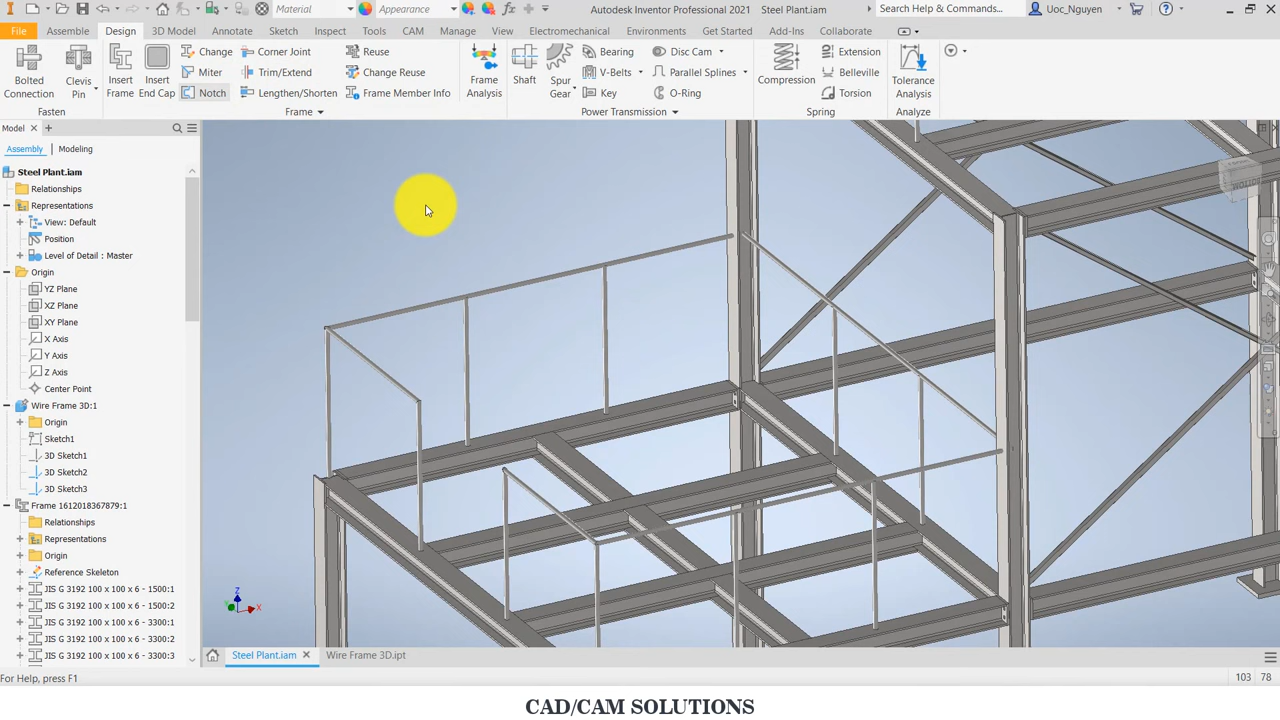 Material
Appearance
Autodesk Inventor Professional 2021 Steel Plant.iam
Search Help & Commands...
Uoc_Nguyen
File Assembly Design 3D Model Annotate Sketch Inspect Tools CAM Manage View Electromechanical Environments Get Started Add-Ins Collaborate
Bolted Connection
Clevis Pin
Fasten
Insert Frame
Insert End Cap
Change
Miter
Notch
Corner Joint
Trim/Extend
Lengthen/Shorten
Reuse
Change Reuse
Frame Member Info
Frame
Frame Analysis
Shaft
Spur Gear
Bearing
V-Belts
Key
Disc Cam
Parallel Splines
O-Ring
Power Transmission
Compression
Extension
Belleville
Torsion
Spring
Tolerance Analysis
Analyze
Model
Assembly Modeling
Steel Plant.iam
Relationships
Representations
View: Default
Position
Level of Detail : Master
Origin
YZ Plane
XZ Plane
XY Plane
X Axis
Y Axis
Z Axis
Center Point
Wire Frame 3D:1
Origin
Sketch1
3D Sketch1
3D Sketch2
3D Sketch3
Frame 1612018367879:1
Relationships
Representations
Origin
Reference Skeleton
JIS G 3192 100 x 100 x 6 - 1500:1
JIS G 3192 100 x 100 x 6 - 1500:2
JIS G 3192 100 x 100 x 6 - 3300:1
JIS G 3192 100 x 100 x 6 - 3300:2
JIS G 3192 100 x 100 x 6 - 3300:3
Z
Y
X
Steel Plant.iam
Wire Frame 3D.ipt
For Help, press F1
103 78
CAD/CAM SOLUTIONS